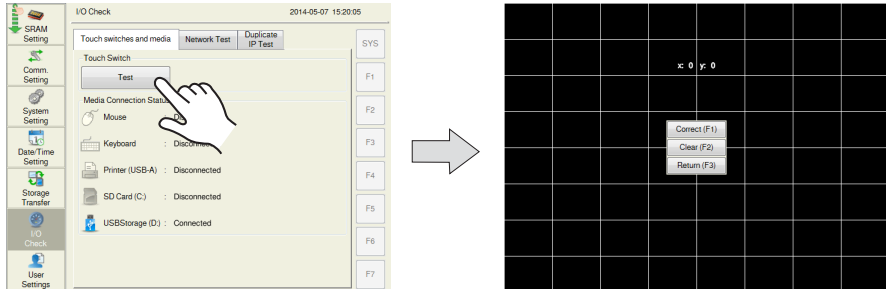 SRAM
Setting
Comm.
Setting
System
Setting
Date/Time
Setting
Storage
Transfer
I/O
Check
User
Settings
I/O Check 2014-05-07 15:20:05
Touch switches and media Network Test Duplicate
IP Test
Touch Switch
Test
Media Connection Status
Mouse :
Keyboard : Disconnected
Printer (USB-A) : Disconnected
SD Card (C:) : Disconnected
USBStorage (D:) : Connected
SYS
F1
F2
F3
F4
F5
F6
F7
x: 0 y: 0
Correct (F1)
Clear (F2)
Return (F3)